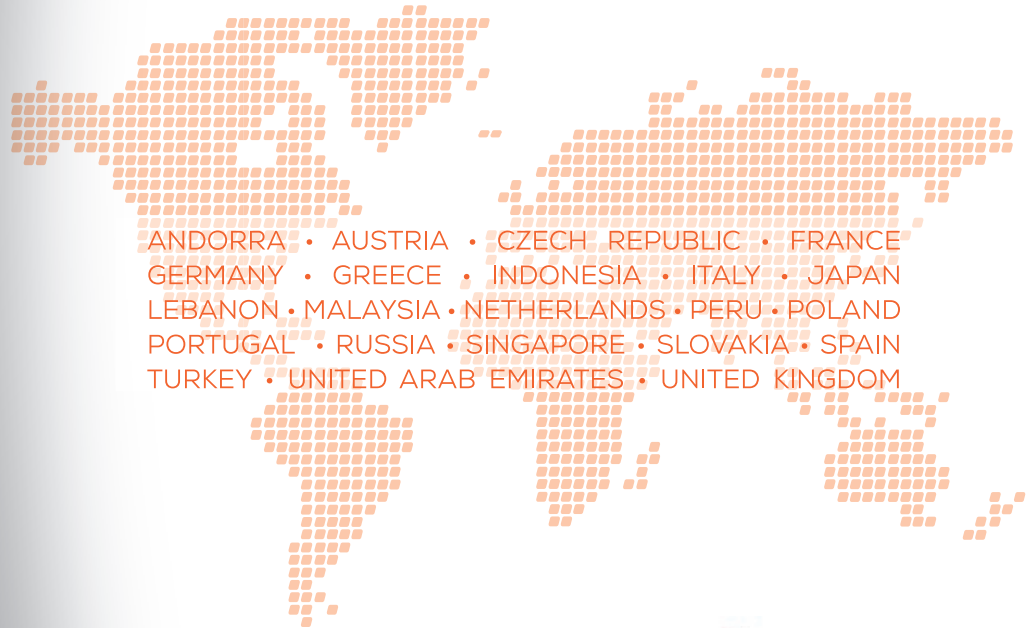 ANDORRA • AUSTRIA • CZECH REPUBLIC • FRANCE
GERMANY • GREECE • INDONESIA • ITALY • JAPAN
LEBANON • MALAYSIA • NETHERLANDS • PERU • POLAND
PORTUGAL • RUSSIA • SINGAPORE • SLOVAKIA • SPAIN
TURKEY • UNITED ARAB EMIRATES • UNITED KINGDOM